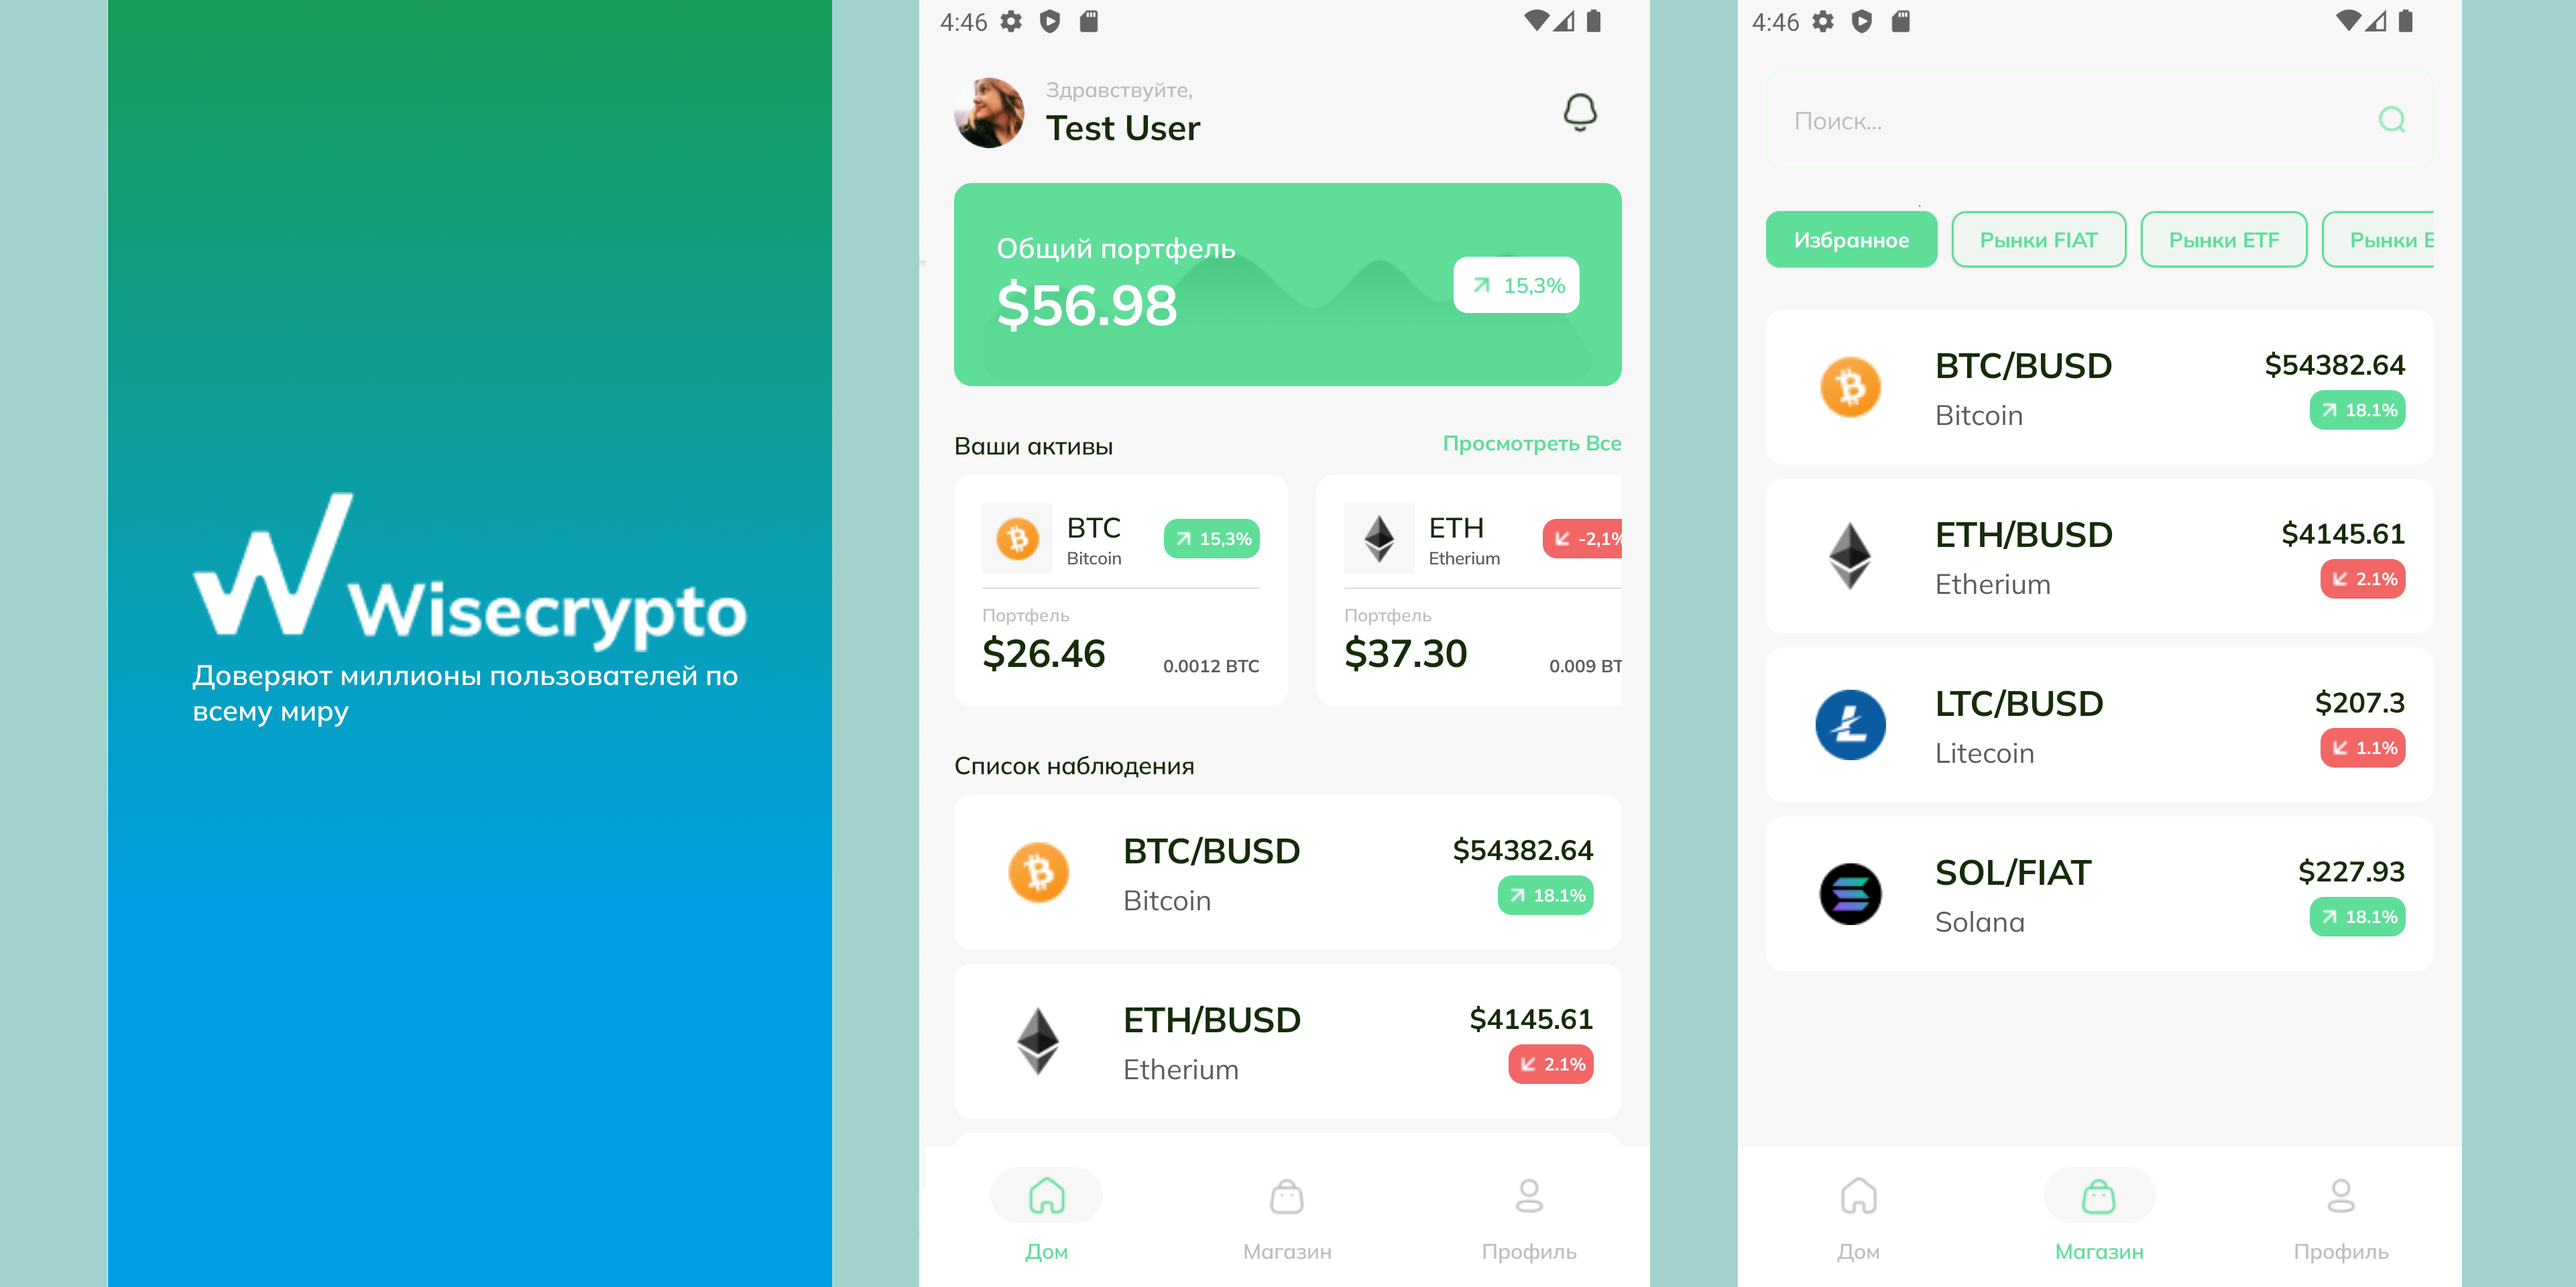 Wisecrypto
Доверяют миллионы пользователей по
всему миру
4:46
Здравствуйте,
Test User
Общий портфель
$56.98
15,3%
Ваши активы
Просмотреть Все
BTC
Bitcoin
15,3%
Портфель
$26.46
0.0012 BTC
ETH
Etherium
-2,1%
Портфель
$37.30
0.009 BT
Список наблюдения
BTC/BUSD
Bitcoin
$54382.64
18.1%
ETH/BUSD
Etherium
$4145.61
2.1%
Дом
Магазин
Профиль
4:46
Поиск...
Избранное
Рынки FIAT
Рынки ETF
Рынки
BTC/BUSD
Bitcoin
$54382.64
18.1%
ETH/BUSD
Etherium
$4145.61
2.1%
LTC/BUSD
Litecoin
$207.3
1.1%
SOL/FIAT
Solana
$227.93
18.1%
Дом
Магазин
Профиль